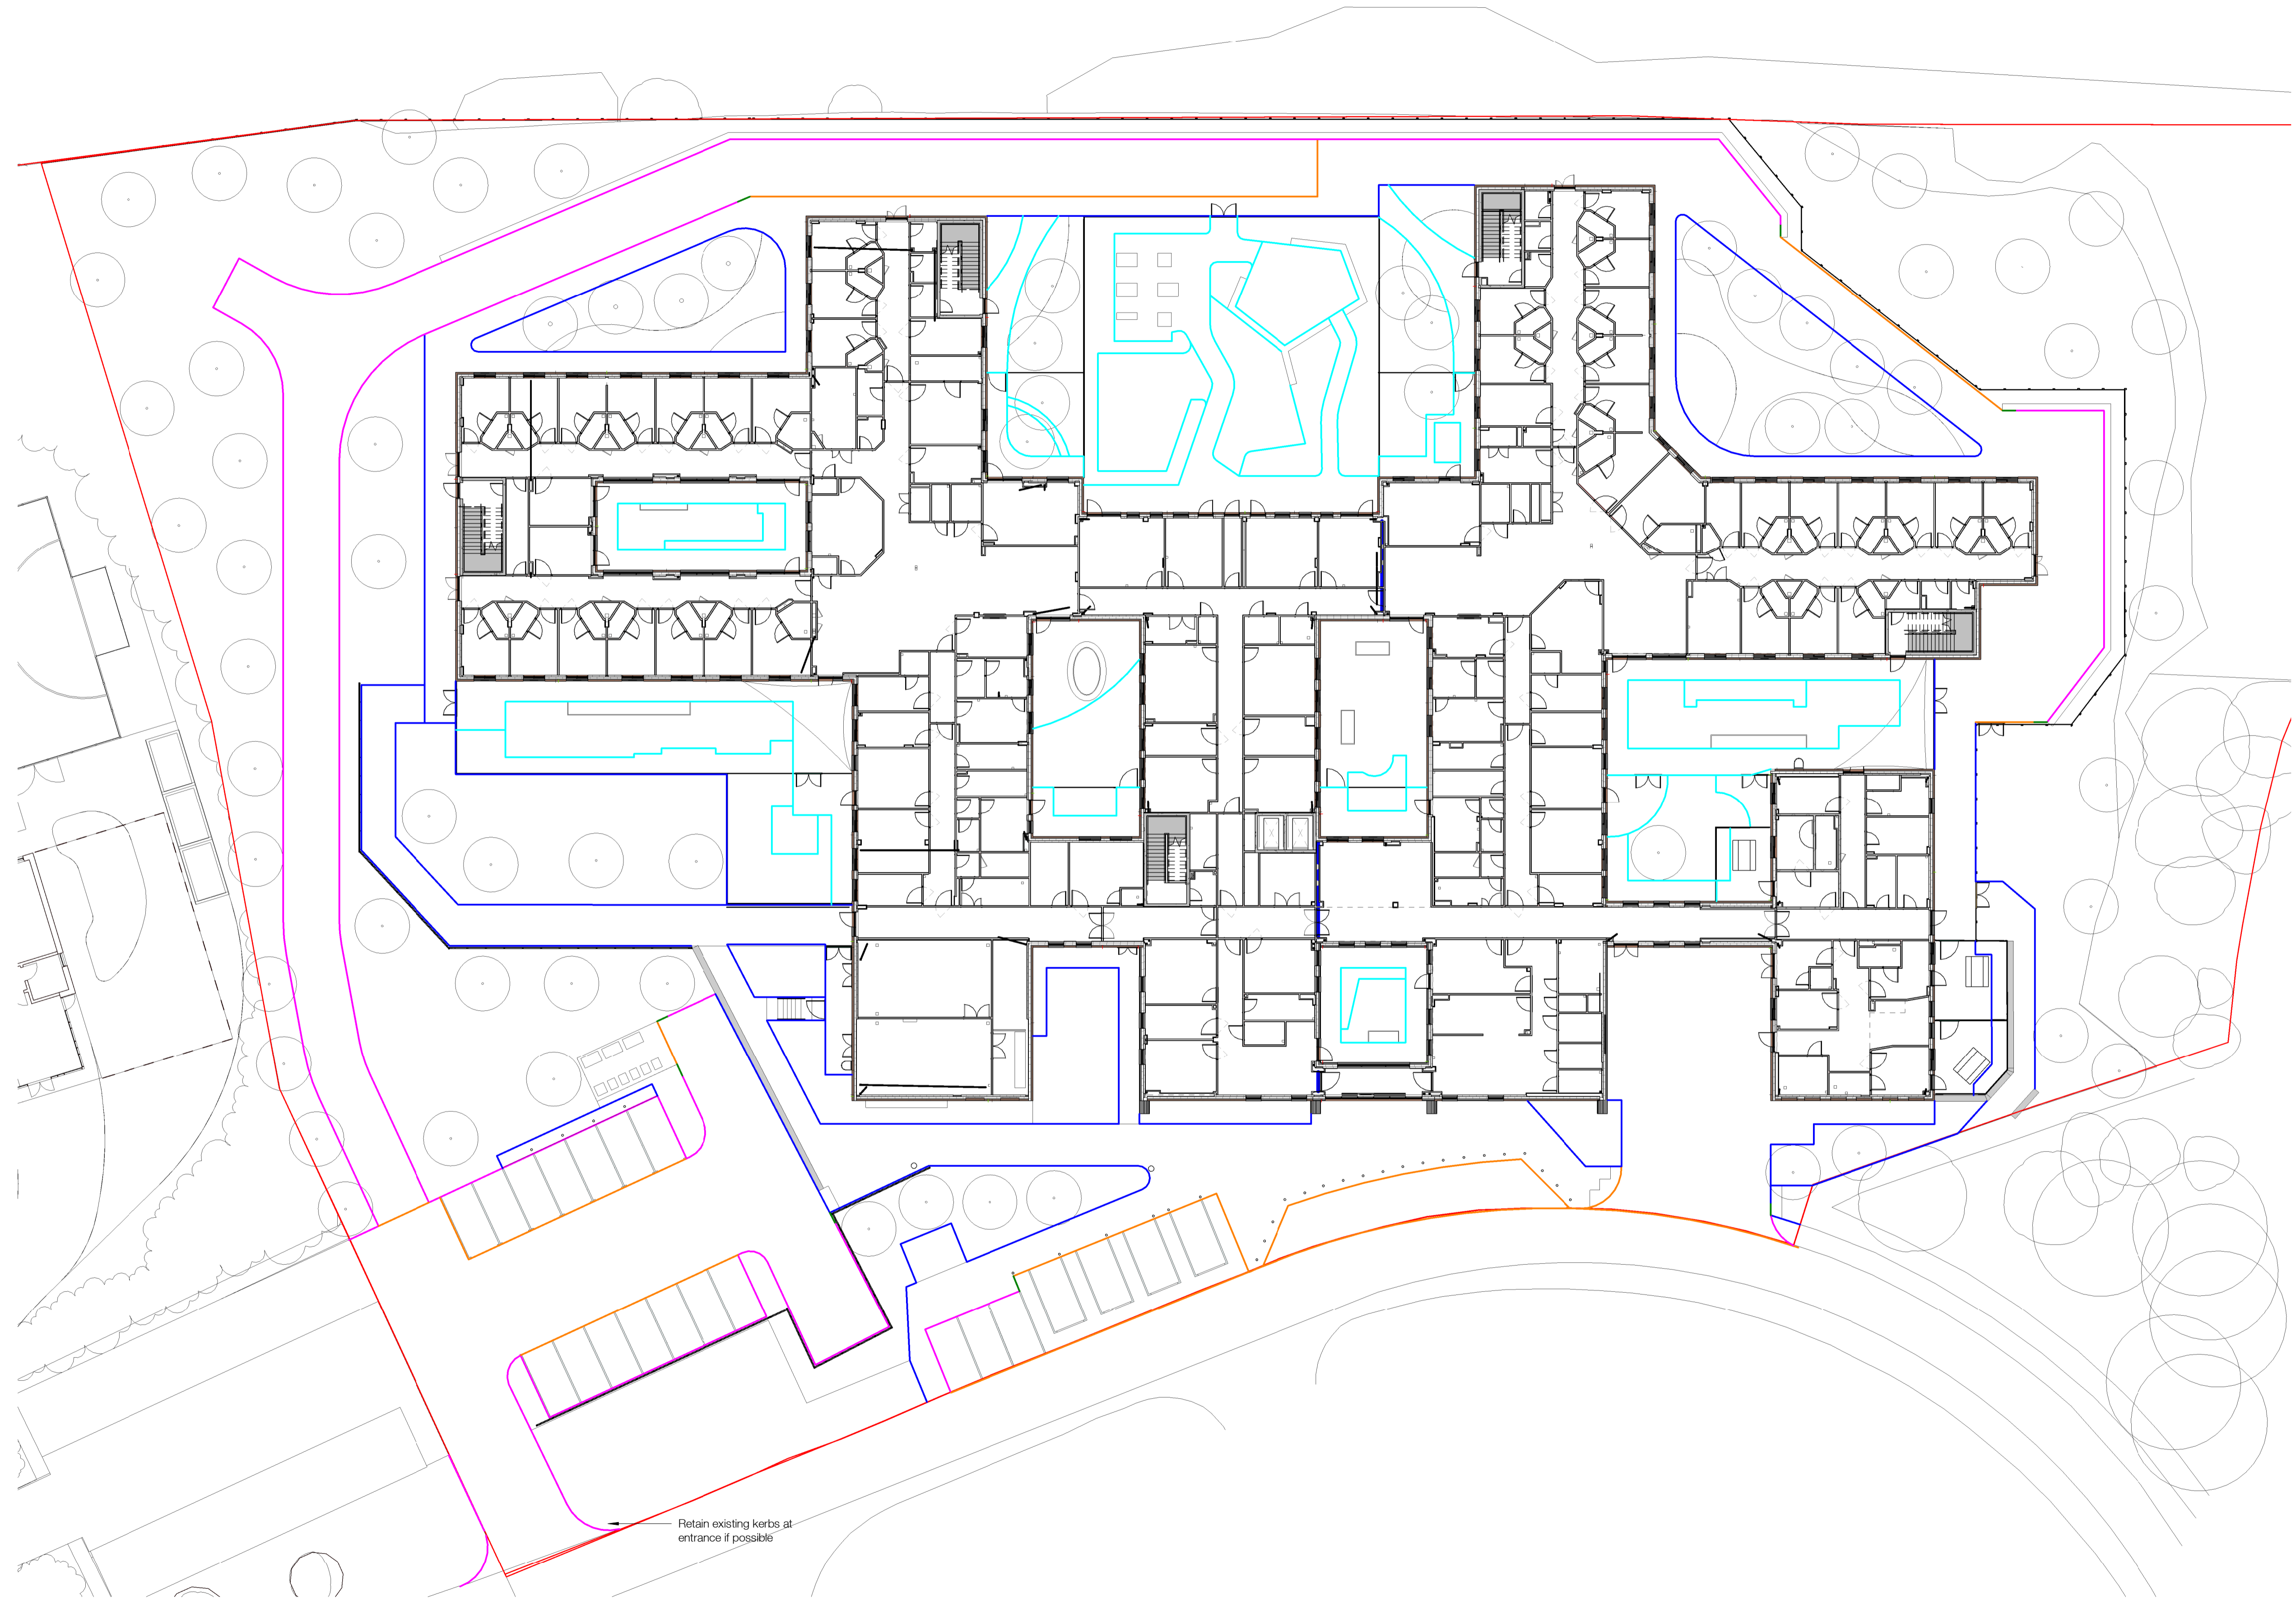 Retain existing kerbs at
entrance if possible